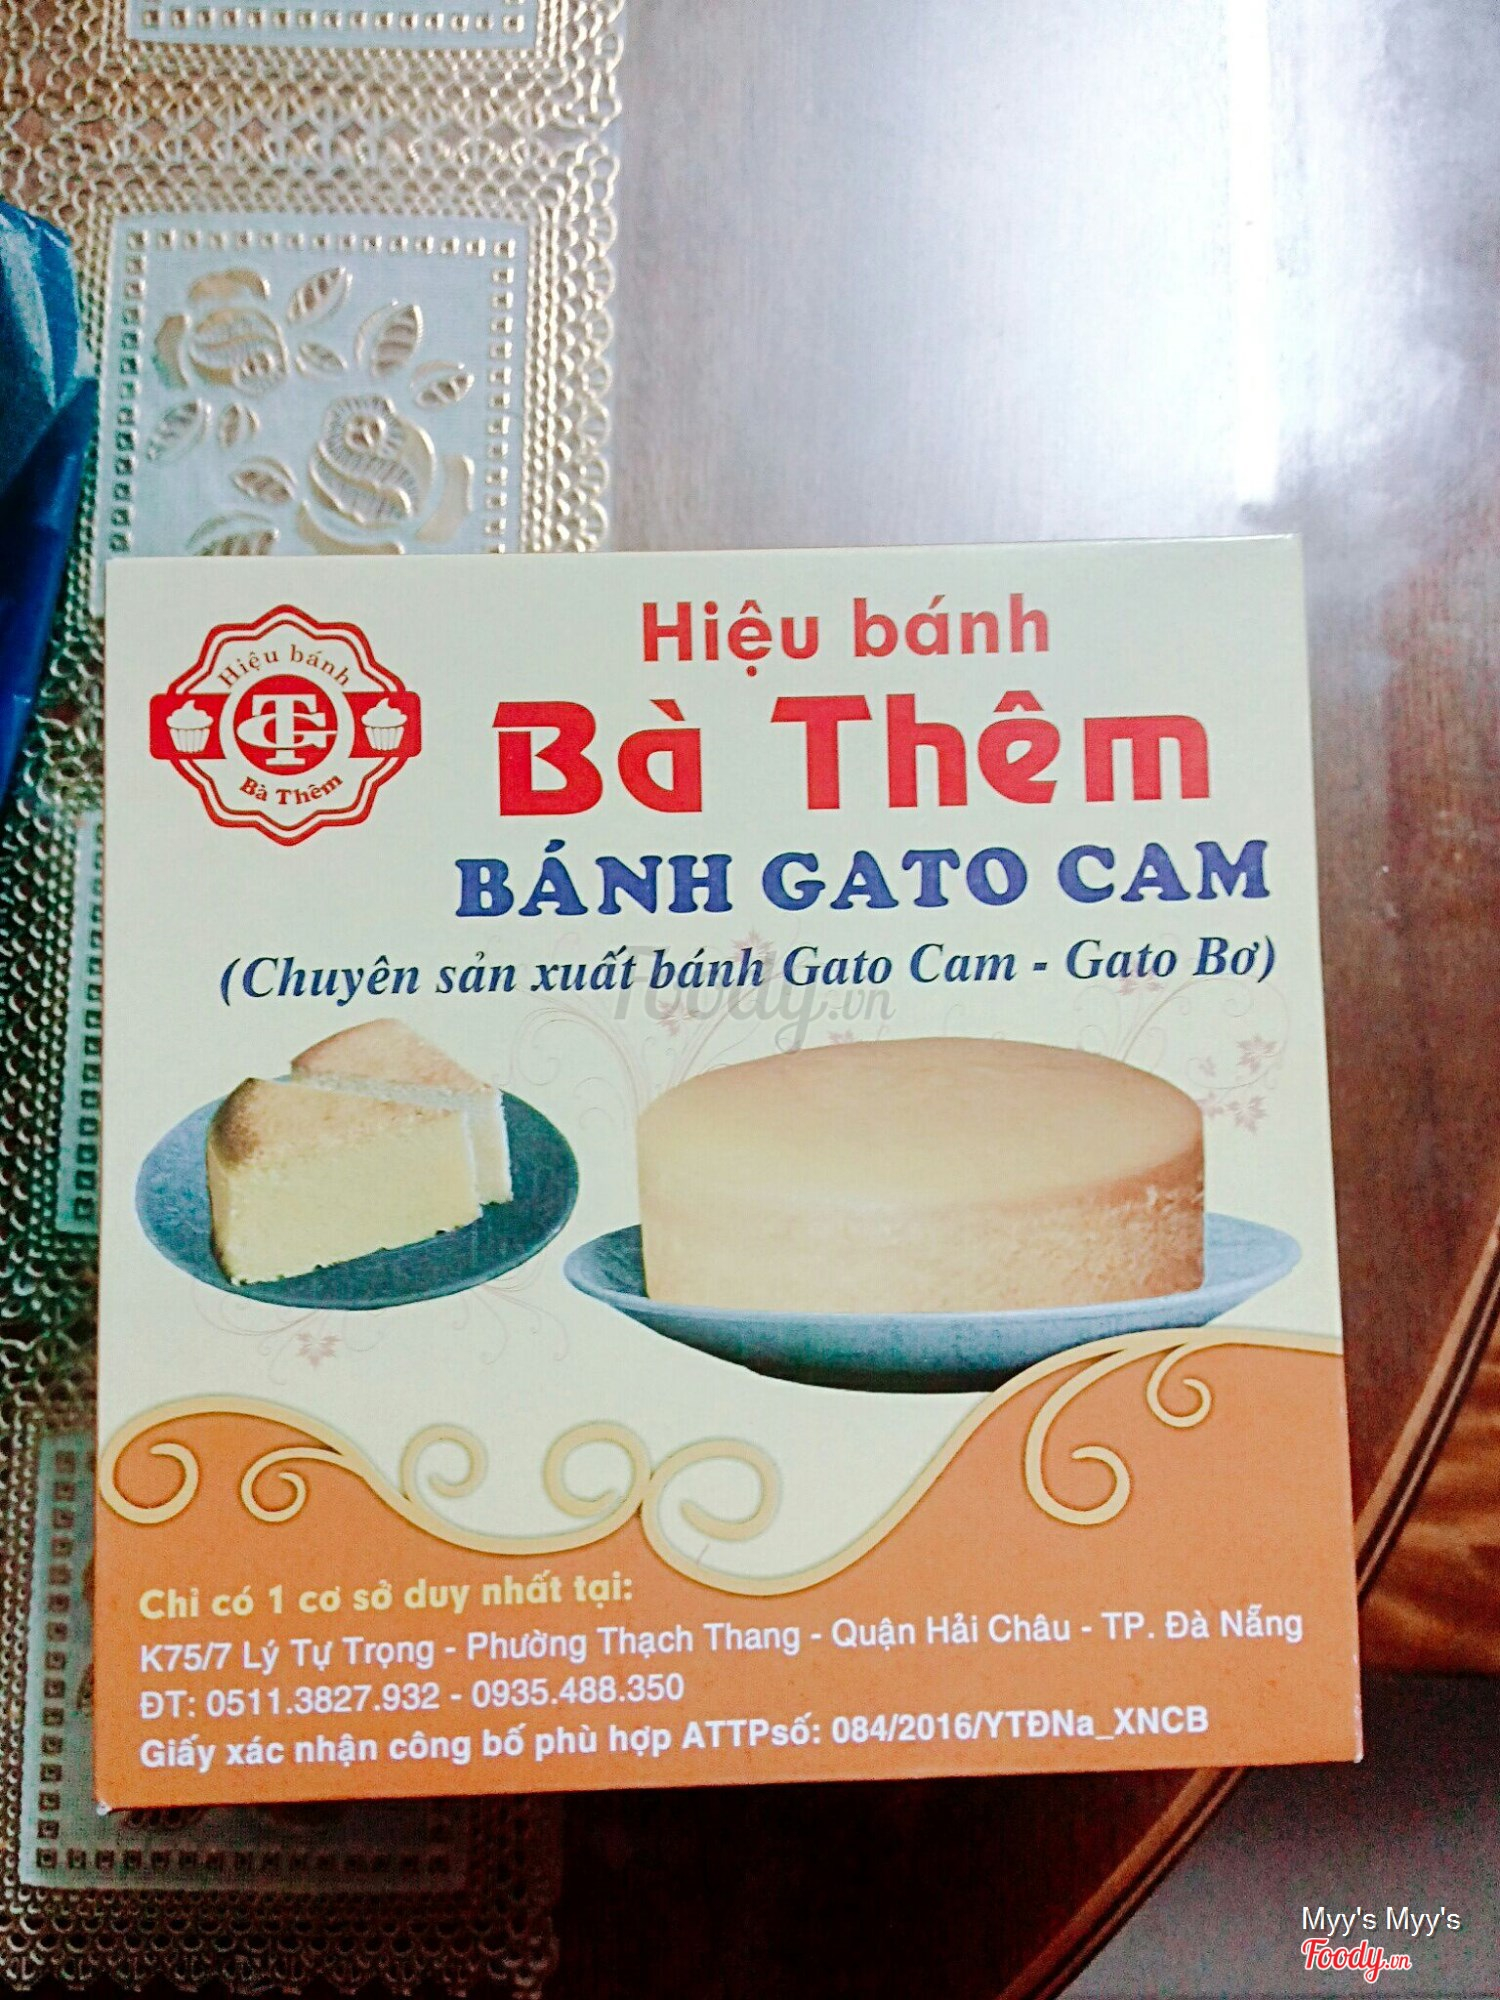 Hiệu bánh
TG
Bà Thêm
Hiệu bánh
Bà Thêm
BÁNH GATO CAM
(Chuyên sản xuất bánh Gato Cam - Gato Bơ)
Foody.vn
Chỉ có 1 cơ sở duy nhất tại:
K75/7 Lý Tự Trọng - Phường Thạch Thang - Quận Hải Châu - TP. Đà Nẵng
ĐT: 0511.3827.932 - 0935.488.350
Giấy xác nhận công bố phù hợp ATTPsố: 084/2016/YTĐNa_XNCB
Myy's Myy's
Foody.vn